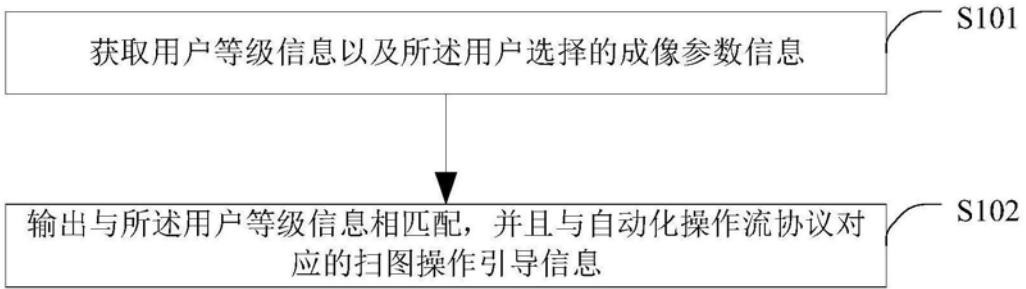 S101
获取用户等级信息以及所述用户选择的成像参数信息
S102
输出与所述用户等级信息相匹配，并且与自动化操作流协议对
应的扫图操作引导信息